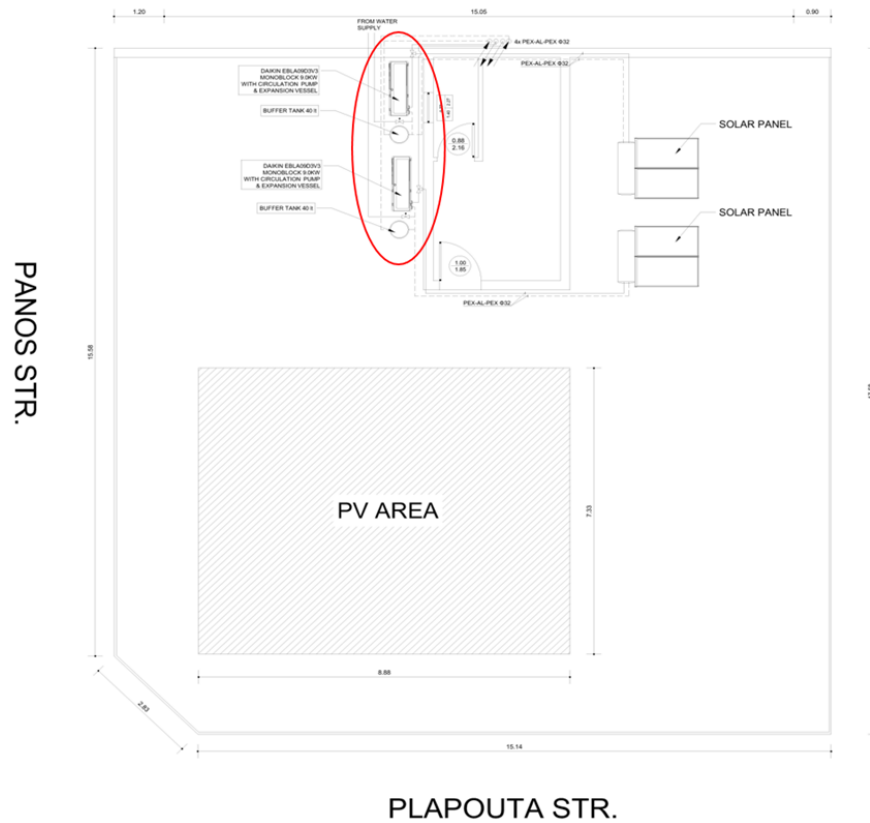 1.20
15.05
0.90
FROM WATER
SUPPLY
4x PEX-AL-PEX Φ32
PEX-AL-PEX Φ32
DAIKIN EBLA09D3V3
MONOBLOCK 9.0KW
WITH CIRCULATION PUMP
& EXPANSION VESSEL
BUFFER TANK 40 lt
SOLAR PANEL
0.88
2.16
DAIKIN EBLA09D3V3
MONOBLOCK 9.0KW
WITH CIRCULATION PUMP
& EXPANSION VESSEL
BUFFER TANK 40 lt
SOLAR PANEL
1.00
1.85
PEX-AL-PEX Φ32
PANOS STR.
15.58
PV AREA
7.33
8.88
2.83
15.14
PLAPOUTA STR.